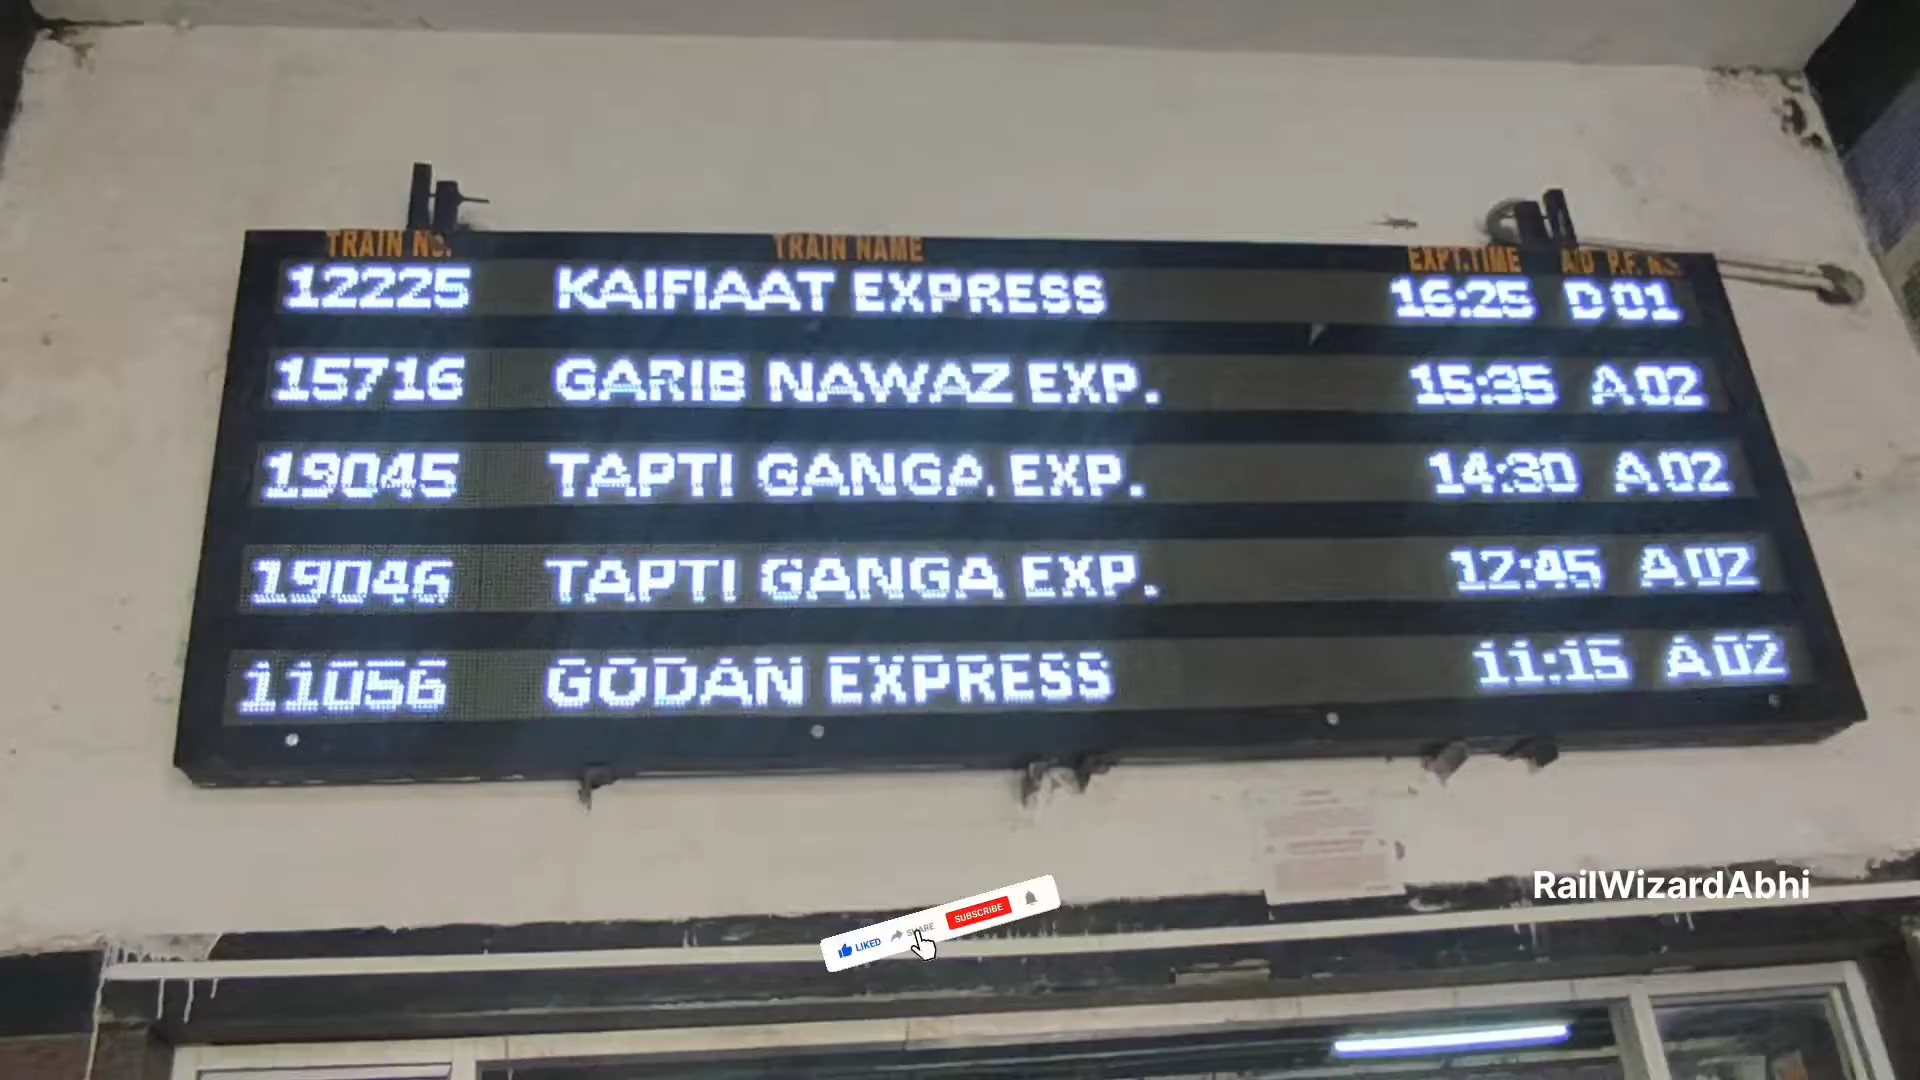 TRAIN NO. TRAIN NAME EXPT.TIME A/D P.F. NO.
12225 KAIFIAAT EXPRESS 16:25 D 01
15716 GARIB NAWAZ EXP. 15:35 A 02
19045 TAPTI GANGA EXP. 14:30 A 02
19046 TAPTI GANGA EXP. 12:45 A 02
11056 GODAN EXPRESS 11:15 A 02
RailWizardAbhi
LIKED SHARE SUBSCRIBE